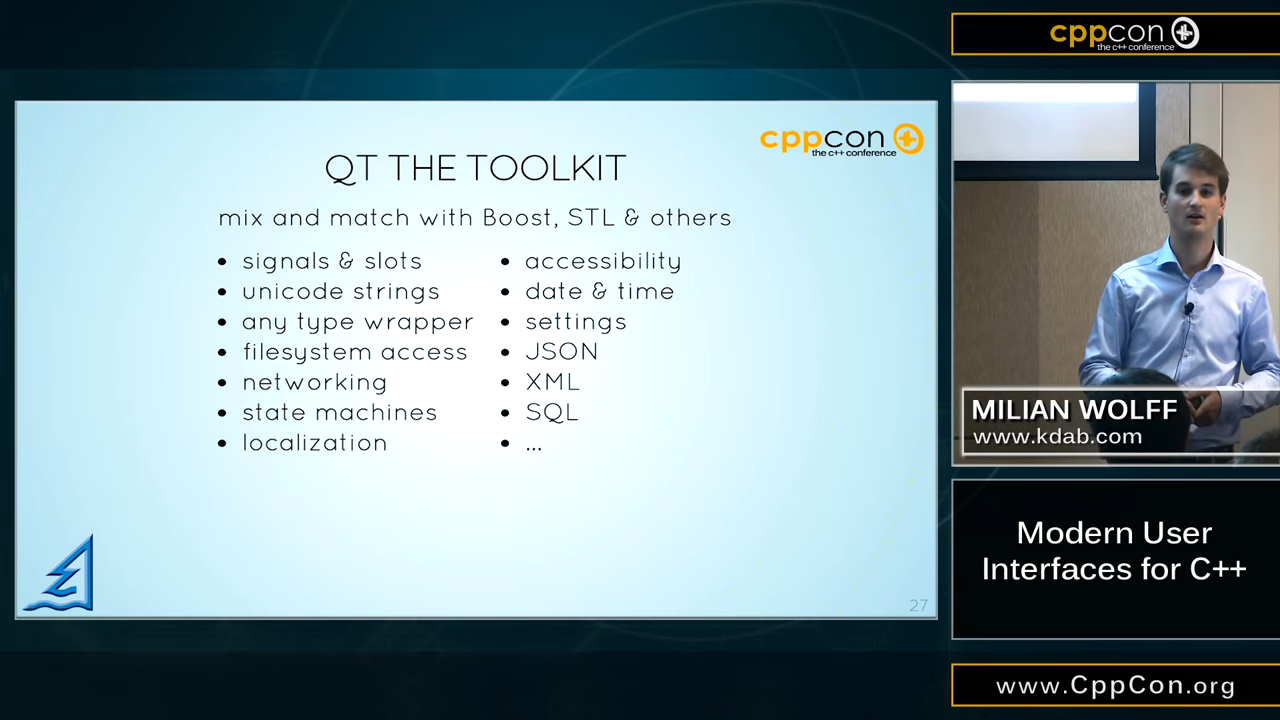 cppcon
the c++ conference
cppcon
the c++ conference
QT THE TOOLKIT
mix and match with Boost, STL & others
• signals & slots
• unicode strings
• any type wrapper
• filesystem access
• networking
• state machines
• localization
• accessibility
• date & time
• settings
• JSON
• XML
• SQL
• ...
27
MILIAN WOLFF
www.kdab.com
Modern User
Interfaces for C++
www.CppCon.org